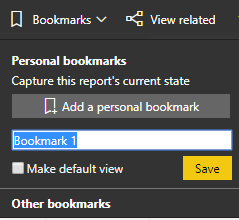 Bookmarks View related
Personal bookmarks
Capture this report's current state
Add a personal bookmark
Bookmark 1
Make default view Save
Other bookmarks